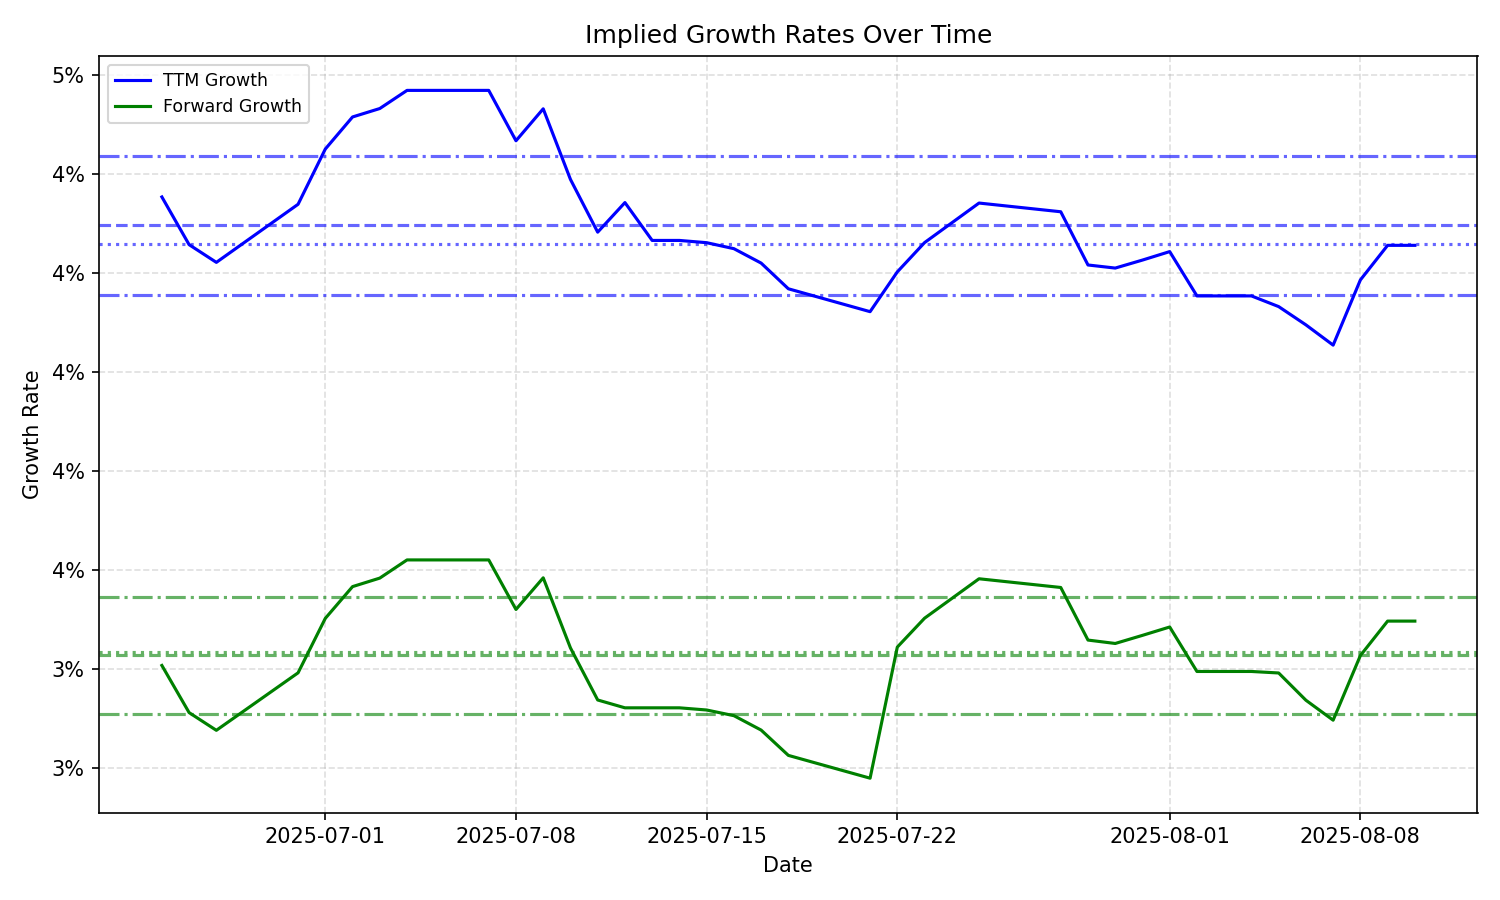 Implied Growth Rates Over Time
TTM Growth
Forward Growth
5%
4%
4%
4%
4%
4%
3%
3%
Growth Rate
2025-07-01
2025-07-08
2025-07-15
2025-07-22
2025-08-01
2025-08-08
Date